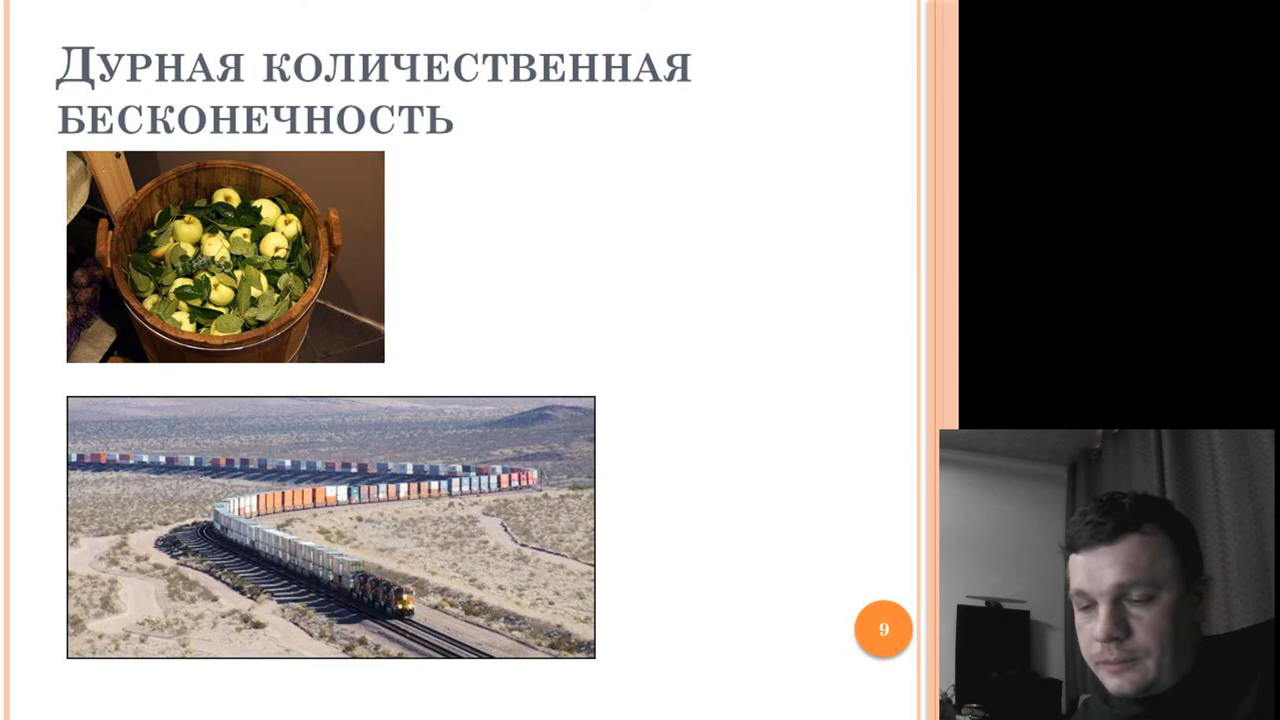 Дурная количественная
бесконечность
9